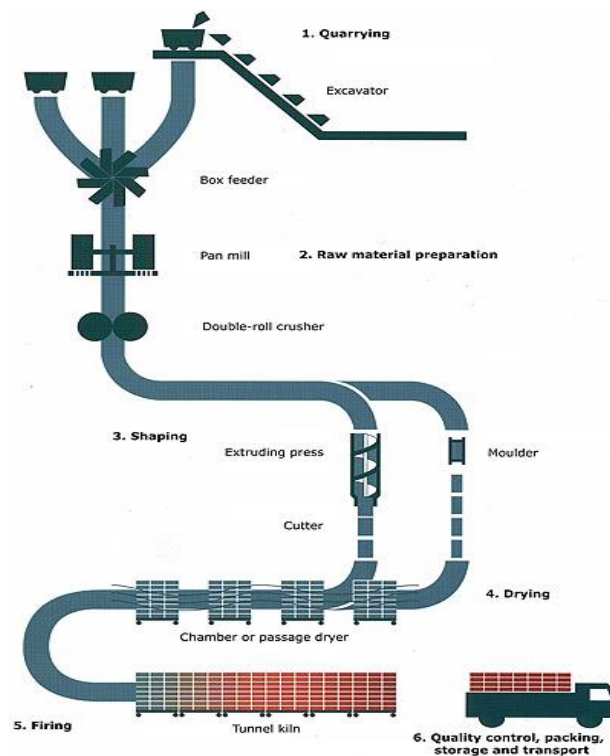 1. Quarrying
Excavator
Box feeder
Pan mill
2. Raw material preparation
Double-roll crusher
3. Shaping
Extruding press
Moulder
Cutter
4. Drying
Chamber or passage dryer
5. Firing
Tunnel kiln
6. Quality control, packing,
storage and transport